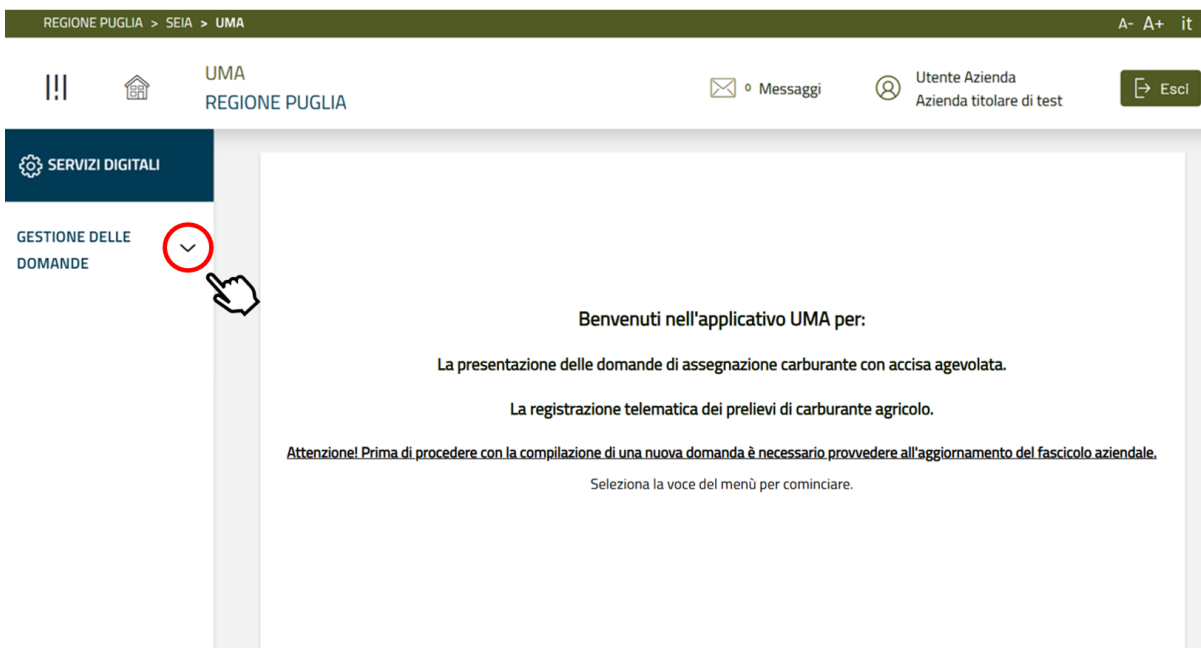 REGIONE PUGLIA > SEIA > UMA
A- A+ it
UMA
REGIONE PUGLIA
0 Messaggi
Utente Azienda
Azienda titolare di test
Esci
SERVIZI DIGITALI
GESTIONE DELLE
DOMANDE
Benvenuti nell'applicativo UMA per:
La presentazione delle domande di assegnazione carburante con accisa agevolata.
La registrazione telematica dei prelievi di carburante agricolo.
Attenzione! Prima di procedere con la compilazione di una nuova domanda è necessario provvedere all'aggiornamento del fascicolo aziendale.
Seleziona la voce del menù per cominciare.